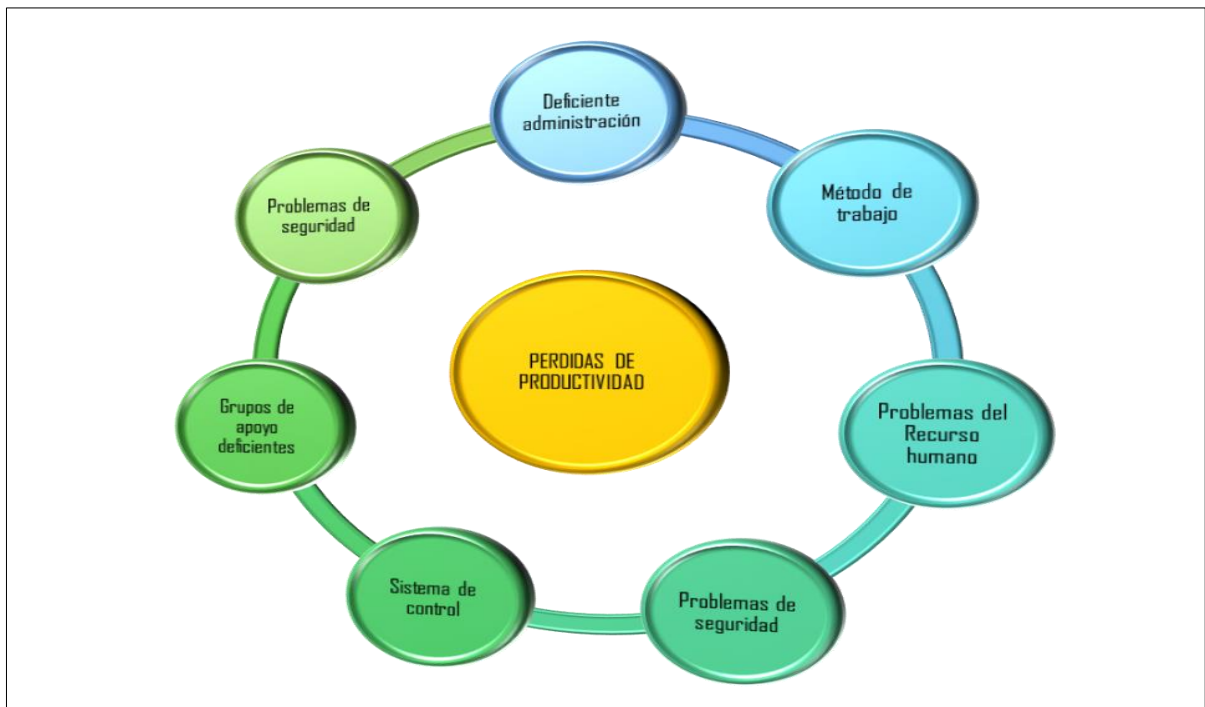 Deficiente
administración
Método de
trabajo
Problemas del
Recurso
humano
Problemas de
seguridad
Sistema de
control
Grupos de
apoyo
deficientes
Problemas de
seguridad
PERDIDAS DE
PRODUCTIVIDAD